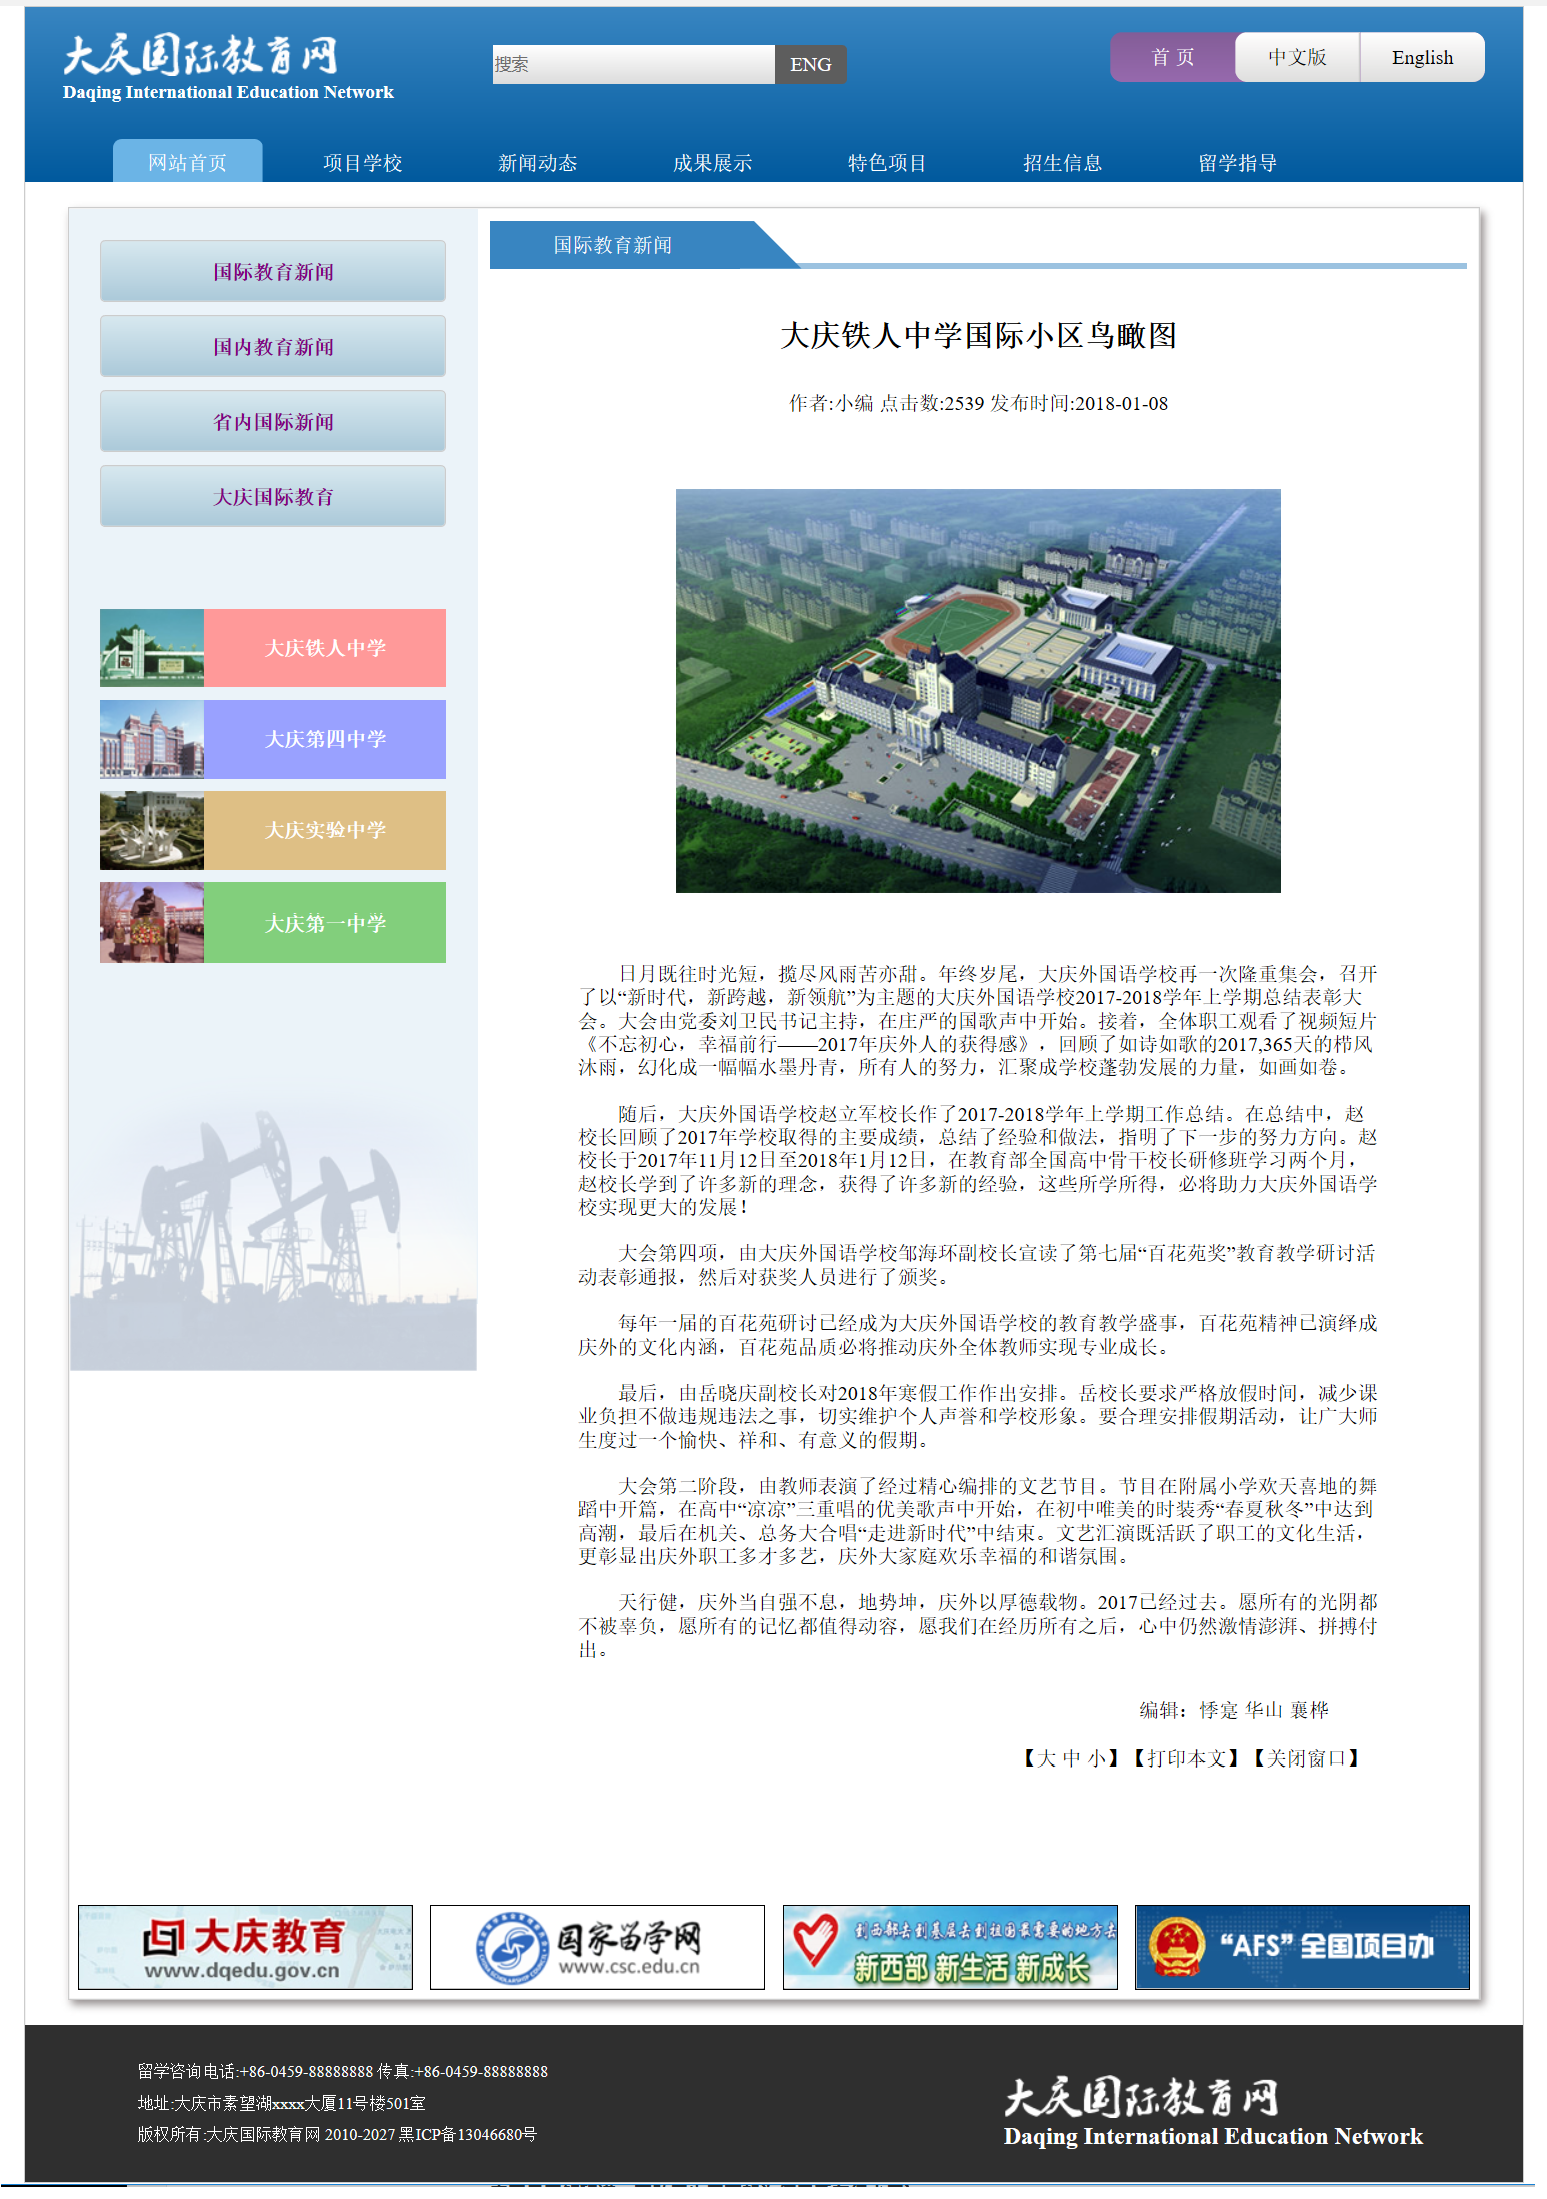 大庆国际教育网
Daqing International Education Network
搜索
ENG
首 页
中文版
English
网站首页
项目学校
新闻动态
成果展示
特色项目
招生信息
留学指导
国际教育新闻
国内教育新闻
省内国际新闻
大庆国际教育
大庆铁人中学
大庆第四中学
大庆实验中学
大庆第一中学
国际教育新闻
大庆铁人中学国际小区鸟瞰图
作者:小编 点击数:2539 发布时间:2018-01-08
日月既往时光短，揽尽风雨苦亦甜。年终岁尾，大庆外国语学校再一次隆重集会，召开
了以“新时代，新跨越，新领航”为主题的大庆外国语学校2017-2018学年上学期总结表彰大
会。大会由党委刘卫民书记主持，在庄严的国歌声中开始。接着，全体职工观看了视频短片
《不忘初心，幸福前行——2017年庆外人的获得感》，回顾了如诗如歌的2017,365天的栉风
沐雨，幻化成一幅幅水墨丹青，所有人的努力，汇聚成学校蓬勃发展的力量，如画如卷。
随后，大庆外国语学校赵立军校长作了2017-2018学年上学期工作总结。在总结中，赵
校长回顾了2017年学校取得的主要成绩，总结了经验和做法，指明了下一步的努力方向。赵
校长于2017年11月12日至2018年1月12日，在教育部全国高中骨干校长研修班学习两个月，
赵校长学到了许多新的理念，获得了许多新的经验，这些所学所得，必将助力大庆外国语学
校实现更大的发展！
大会第四项，由大庆外国语学校邹海环副校长宣读了第七届“百花苑奖”教育教学研讨活
动表彰通报，然后对获奖人员进行了颁奖。
每年一届的百花苑研讨已经成为大庆外国语学校的教育教学盛事，百花苑精神已演绎成
庆外的文化内涵，百花苑品质必将推动庆外全体教师实现专业成长。
最后，由岳晓庆副校长对2018年寒假工作作出安排。岳校长要求严格放假时间，减少课
业负担不做违规违法之事，切实维护个人声誉和学校形象。要合理安排假期活动，让广大师
生度过一个愉快、祥和、有意义的假期。
大会第二阶段，由教师表演了经过精心编排的文艺节目。节目在附属小学欢天喜地的舞
蹈中开篇，在高中“凉凉”三重唱的优美歌声中开始，在初中唯美的时装秀“春夏秋冬”中达到
高潮，最后在机关、总务大合唱“走进新时代”中结束。文艺汇演既活跃了职工的文化生活，
更彰显出庆外职工多才多艺，庆外大家庭欢乐幸福的和谐氛围。
天行健，庆外当自强不息，地势坤，庆外以厚德载物。2017已经过去。愿所有的光阴都
不被辜负，愿所有的记忆都值得动容，愿我们在经历所有之后，心中仍然激情澎湃、拼搏付
出。
编辑：悸寔 华山 襄桦
【大 中 小】【打印本文】【关闭窗口】
大庆教育
www.dqedu.gov.cn
国家留学网
www.csc.edu.cn
到西部去到基层去到祖国最需要的地方去
新西部 新生活 新成长
“AFS” 全国项目办
留学咨询电话:+86-0459-88888888 传真:+86-0459-88888888
地址:大庆市素望湖xxxx大厦11号楼501室
版权所有:大庆国际教育网 2010-2027 黑ICP备13046680号
大庆国际教育网
Daqing International Education Network